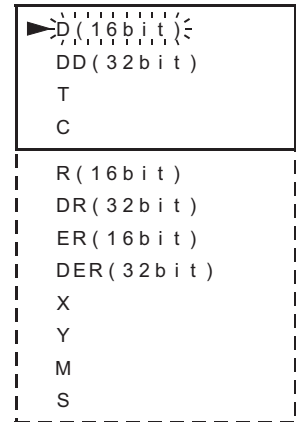 D(16bit)
DD(32bit)
T
C
R(16bit)
DR(32bit)
ER(16bit)
DER(32bit)
X
Y
M
S